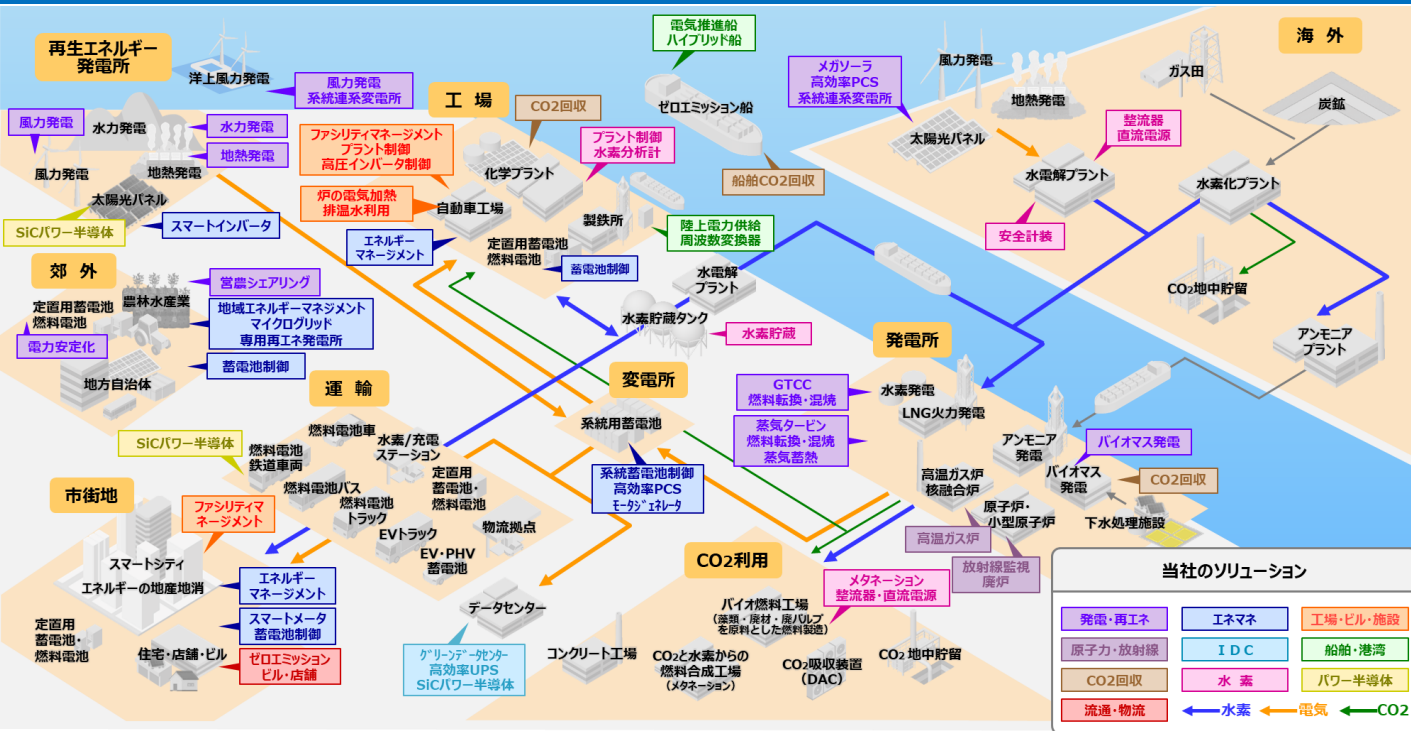 再生エネルギー
発電所
洋上風力発電
風力発電
系統連系変電所
風力発電
水力発電
水力発電
地熱発電
風力発電
地熱発電
太陽光パネル
SiCパワー半導体
スマートインバータ
郊 外
営農シェアリング
農林水産業
定置用蓄電池
燃料電池
地域エネルギーマネジメント
マイクログリッド
専用再エネ発電所
電力安定化
蓄電池制御
地方自治体
工 場
CO2回収
ファシリティマネージメント
プラント制御
高圧インバータ制御
プラント制御
水素分析計
化学プラント
炉の電気加熱
排温水利用
自動車工場
製鉄所
エネルギー
マネージメント
定置用蓄電池
燃料電池
蓄電池制御
陸上電力供給
周波数変換器
水電解
プラント
水素貯蔵タンク
水素貯蔵
電気推進船
ハイブリッド船
ゼロエミッション船
船舶CO2回収
海 外
メガソーラ
高効率PCS
系統連系変電所
風力発電
地熱発電
太陽光パネル
ガス田
炭鉱
整流器
直流電源
水電解プラント
水素化プラント
安全計装
CO2地中貯留
アンモニア
プラント
運 輸
燃料電池車
SiCパワー半導体
燃料電池
鉄道車両
水素/充電
ステーション
燃料電池バス
燃料電池
トラック
定置用
蓄電池・
燃料電池
EVトラック
物流拠点
EV・PHV
蓄電池
変電所
系統用蓄電池
系統蓄電池制御
高効率PCS
モータジェネレータ
発電所
GTCC
燃料転換・混焼
水素発電
LNG火力発電
蒸気タービン
燃料転換・混焼
蒸気蓄熱
アンモニア
発電
バイオマス発電
バイオマス
発電
CO2回収
高温ガス炉
核融合炉
原子炉・
小型原子炉
下水処理施設
高温ガス炉
放射線監視
廃炉
市街地
ファシリティマ
ネージメント
スマートシティ
エネルギーの地産地消
エネルギー
マネージメント
スマートメータ
蓄電池制御
定置用
蓄電池・
燃料電池
住宅・店舗・ビル
ゼロエミッション
ビル・店舗
データセンター
グリーンデータセンター
高効率UPS
SiCパワー半導体
CO2利用
メタネーション
整流器・直流電源
バイオ燃料工場
（藻類・廃材・廃パルプ
を原料とした燃料製造）
コンクリート工場
CO2と水素からの
燃料合成工場
（メタネーション）
CO2吸収装置
（DAC）
CO2 地中貯留
当社のソリューション
発電・再エネ
エネマネ
工場・ビル・施設
原子力・放射線
IDC
船舶・港湾
CO2回収
水 素
パワー半導体
流通・物流
水素
電気
CO2